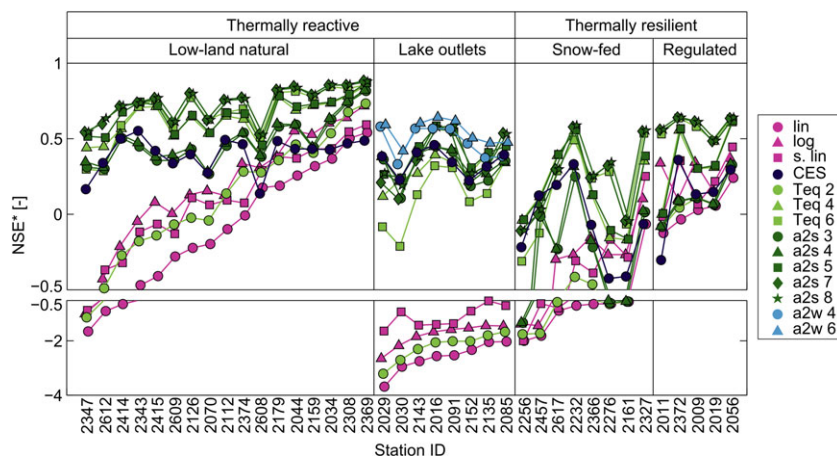 Thermally reactive
Thermally resilient
Low-land natural
Lake outlets
Snow-fed
Regulated
NSE* [-]
1
0.5
0
−0.5
−0.5
−2
−4
2347
2612
2414
2343
2415
2609
2126
2070
2112
2374
2608
2179
2044
2159
2034
2308
2369
2029
2030
2143
2016
2091
2152
2135
2085
2256
2457
2617
2232
2366
2276
2161
2327
2011
2372
2009
2019
2056
Station ID
lin
log
s. lin
CES
Teq 2
Teq 4
Teq 6
a2s 3
a2s 4
a2s 5
a2s 7
a2s 8
a2w 4
a2w 6